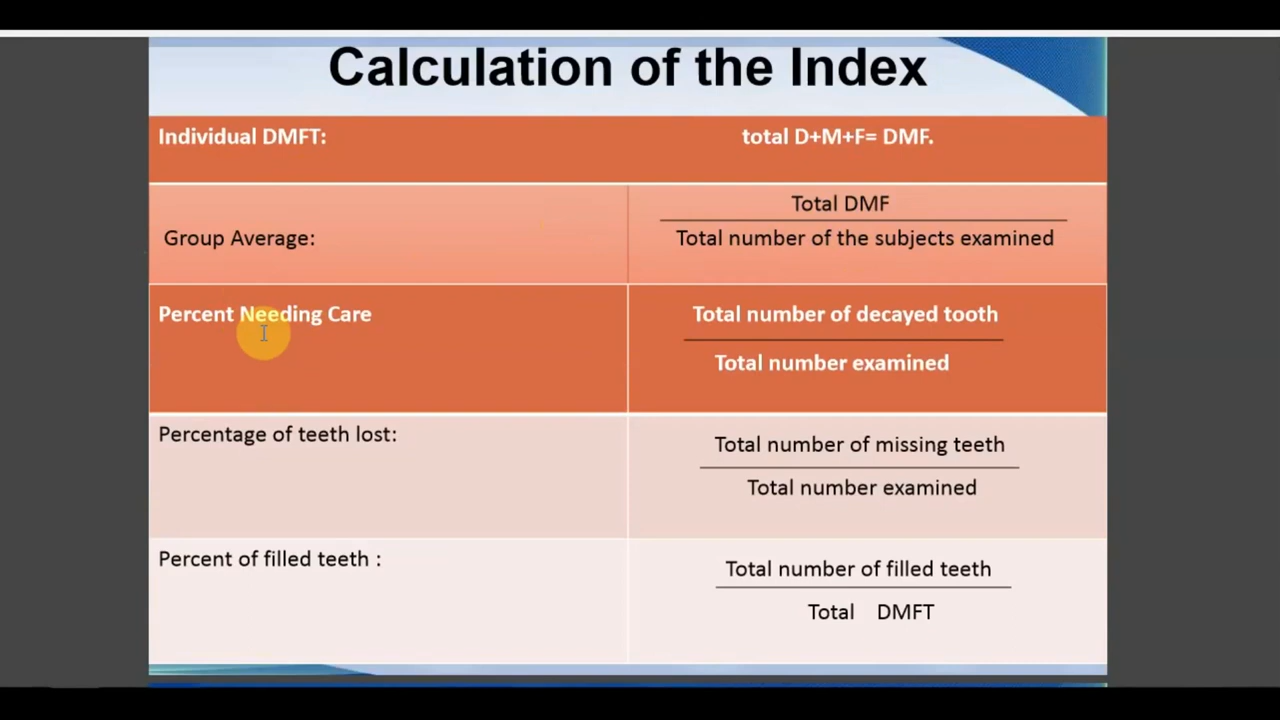 Calculation of the Index
Individual DMFT:
total D+M+F= DMF.
Group Average:
Total DMF
Total number of the subjects examined
Percent Needing Care
Total number of decayed tooth
Total number examined
Percentage of teeth lost:
Total number of missing teeth
Total number examined
Percent of filled teeth :
Total number of filled teeth
Total DMFT